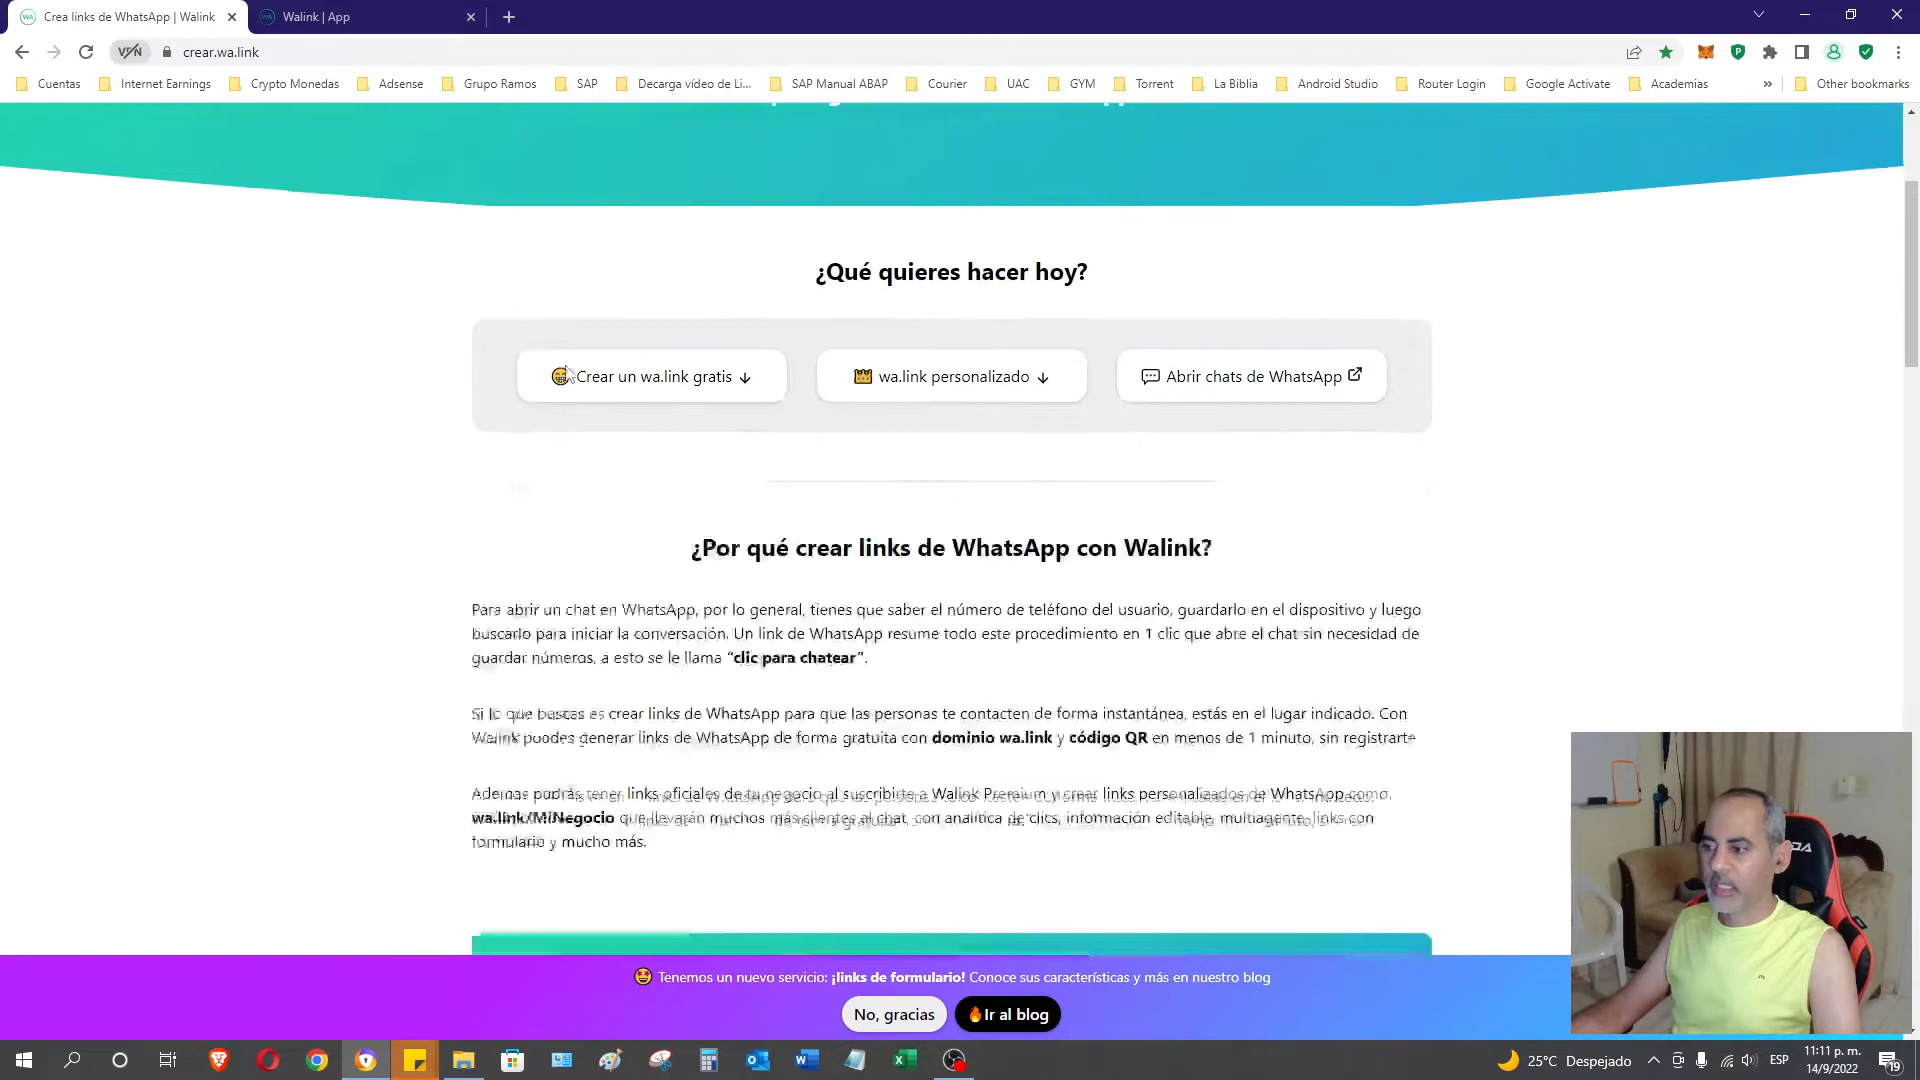 Crea links de WhatsApp | Walink
Walink | App
crear.wa.link
Cuentas
Internet Earnings
Crypto Monedas
Adsense
Grupo Ramos
SAP
Decarga vídeo de Li...
SAP Manual ABAP
Courier
UAC
GYM
Torrent
La Biblia
Android Studio
Router Login
Google Activate
Academias
Other bookmarks
¿Qué quieres hacer hoy?
Crear un wa.link gratis ↓
wa.link personalizado ↓
Abrir chats de WhatsApp
¿Por qué crear links de WhatsApp con Walink?
Para abrir un chat en WhatsApp, por lo general, tienes que saber el número de teléfono del usuario, guardarlo en el dispositivo y luego
buscarlo para iniciar la conversación. Un link de WhatsApp resume todo este procedimiento en 1 clic que abre el chat sin necesidad de
guardar números, a esto se le llama “clic para chatear”.
Si lo que buscas es crear links de WhatsApp para que las personas te contacten de forma instantánea, estás en el lugar indicado. Con
Walink puedes generar links de WhatsApp de forma gratuita con dominio wa.link y código QR en menos de 1 minuto, sin registrarte
Además podrás tener links oficiales de tu negocio al suscribirte a Walink Premium y crear links personalizados de WhatsApp como
wa.link/MiNegocio que llevarán muchos más clientes al chat, con analítica de clics, información editable, multiagente, links con
formulario y mucho más.
Tenemos un nuevo servicio: ¡links de formulario! Conoce sus características y más en nuestro blog
No, gracias
Ir al blog
25°C Despejado
ESP
11:11 p. m.
14/9/2022
19